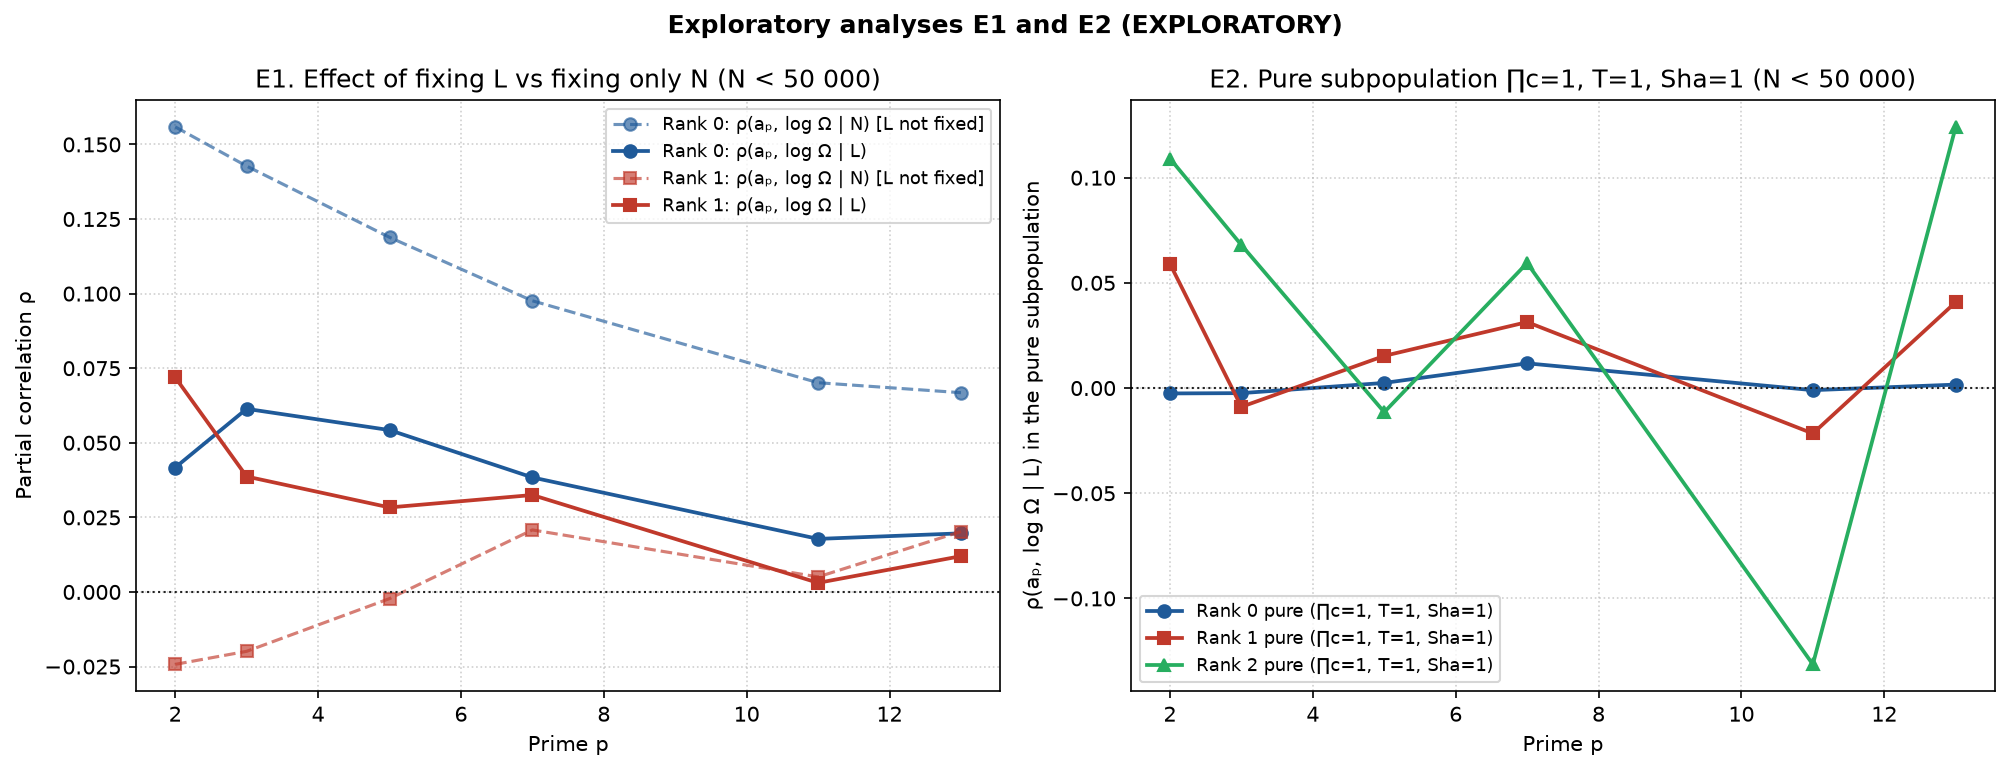 Exploratory analyses E1 and E2 (EXPLORATORY)
E1. Effect of fixing L vs fixing only N (N < 50 000)
Partial correlation ρ
0.150
0.125
0.100
0.075
0.050
0.025
0.000
−0.025
Rank 0: ρ(aₚ, log Ω | N) [L not fixed]
Rank 0: ρ(aₚ, log Ω | L)
Rank 1: ρ(aₚ, log Ω | N) [L not fixed]
Rank 1: ρ(aₚ, log Ω | L)
2 4 6 8 10 12
Prime p
E2. Pure subpopulation ∏c=1, T=1, Sha=1 (N < 50 000)
ρ(aₚ, log Ω | L) in the pure subpopulation
0.10
0.05
0.00
−0.05
−0.10
Rank 0 pure (∏c=1, T=1, Sha=1)
Rank 1 pure (∏c=1, T=1, Sha=1)
Rank 2 pure (∏c=1, T=1, Sha=1)
2 4 6 8 10 12
Prime p